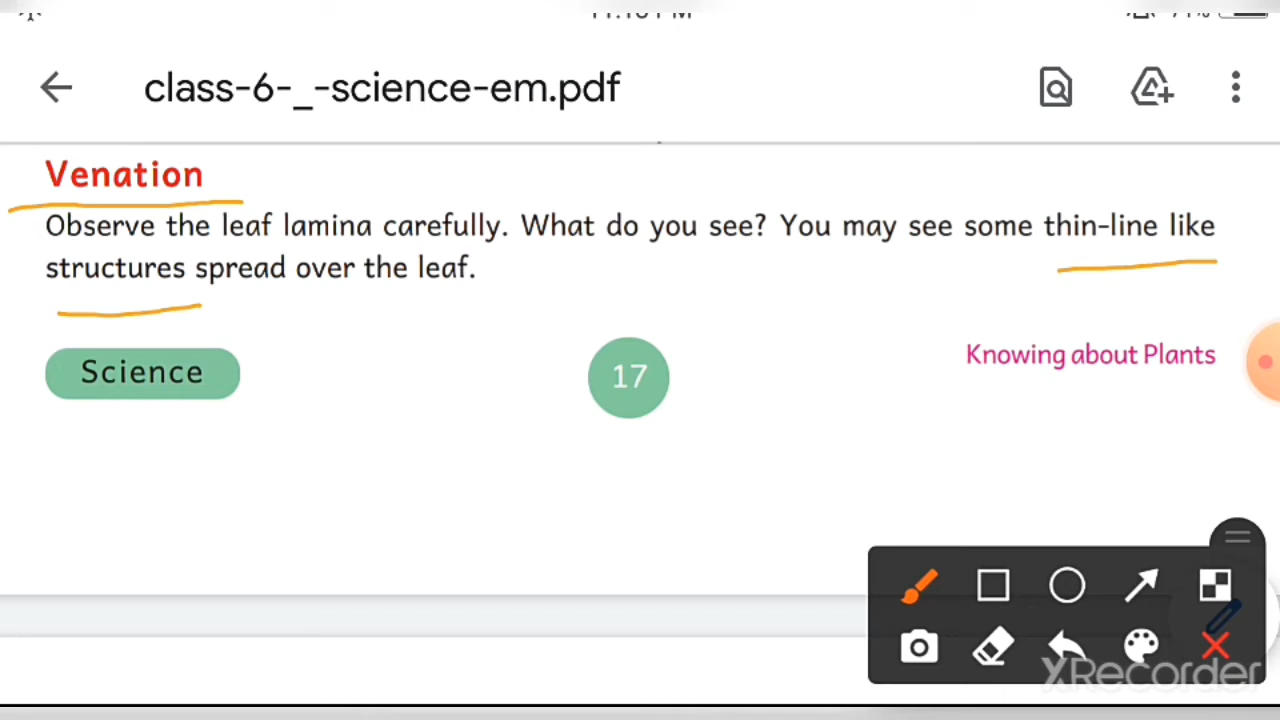 class-6-_-science-em.pdf
Venation
Observe the leaf lamina carefully. What do you see? You may see some thin-line like
structures spread over the leaf.
Science
17
Knowing about Plants
XRecorder